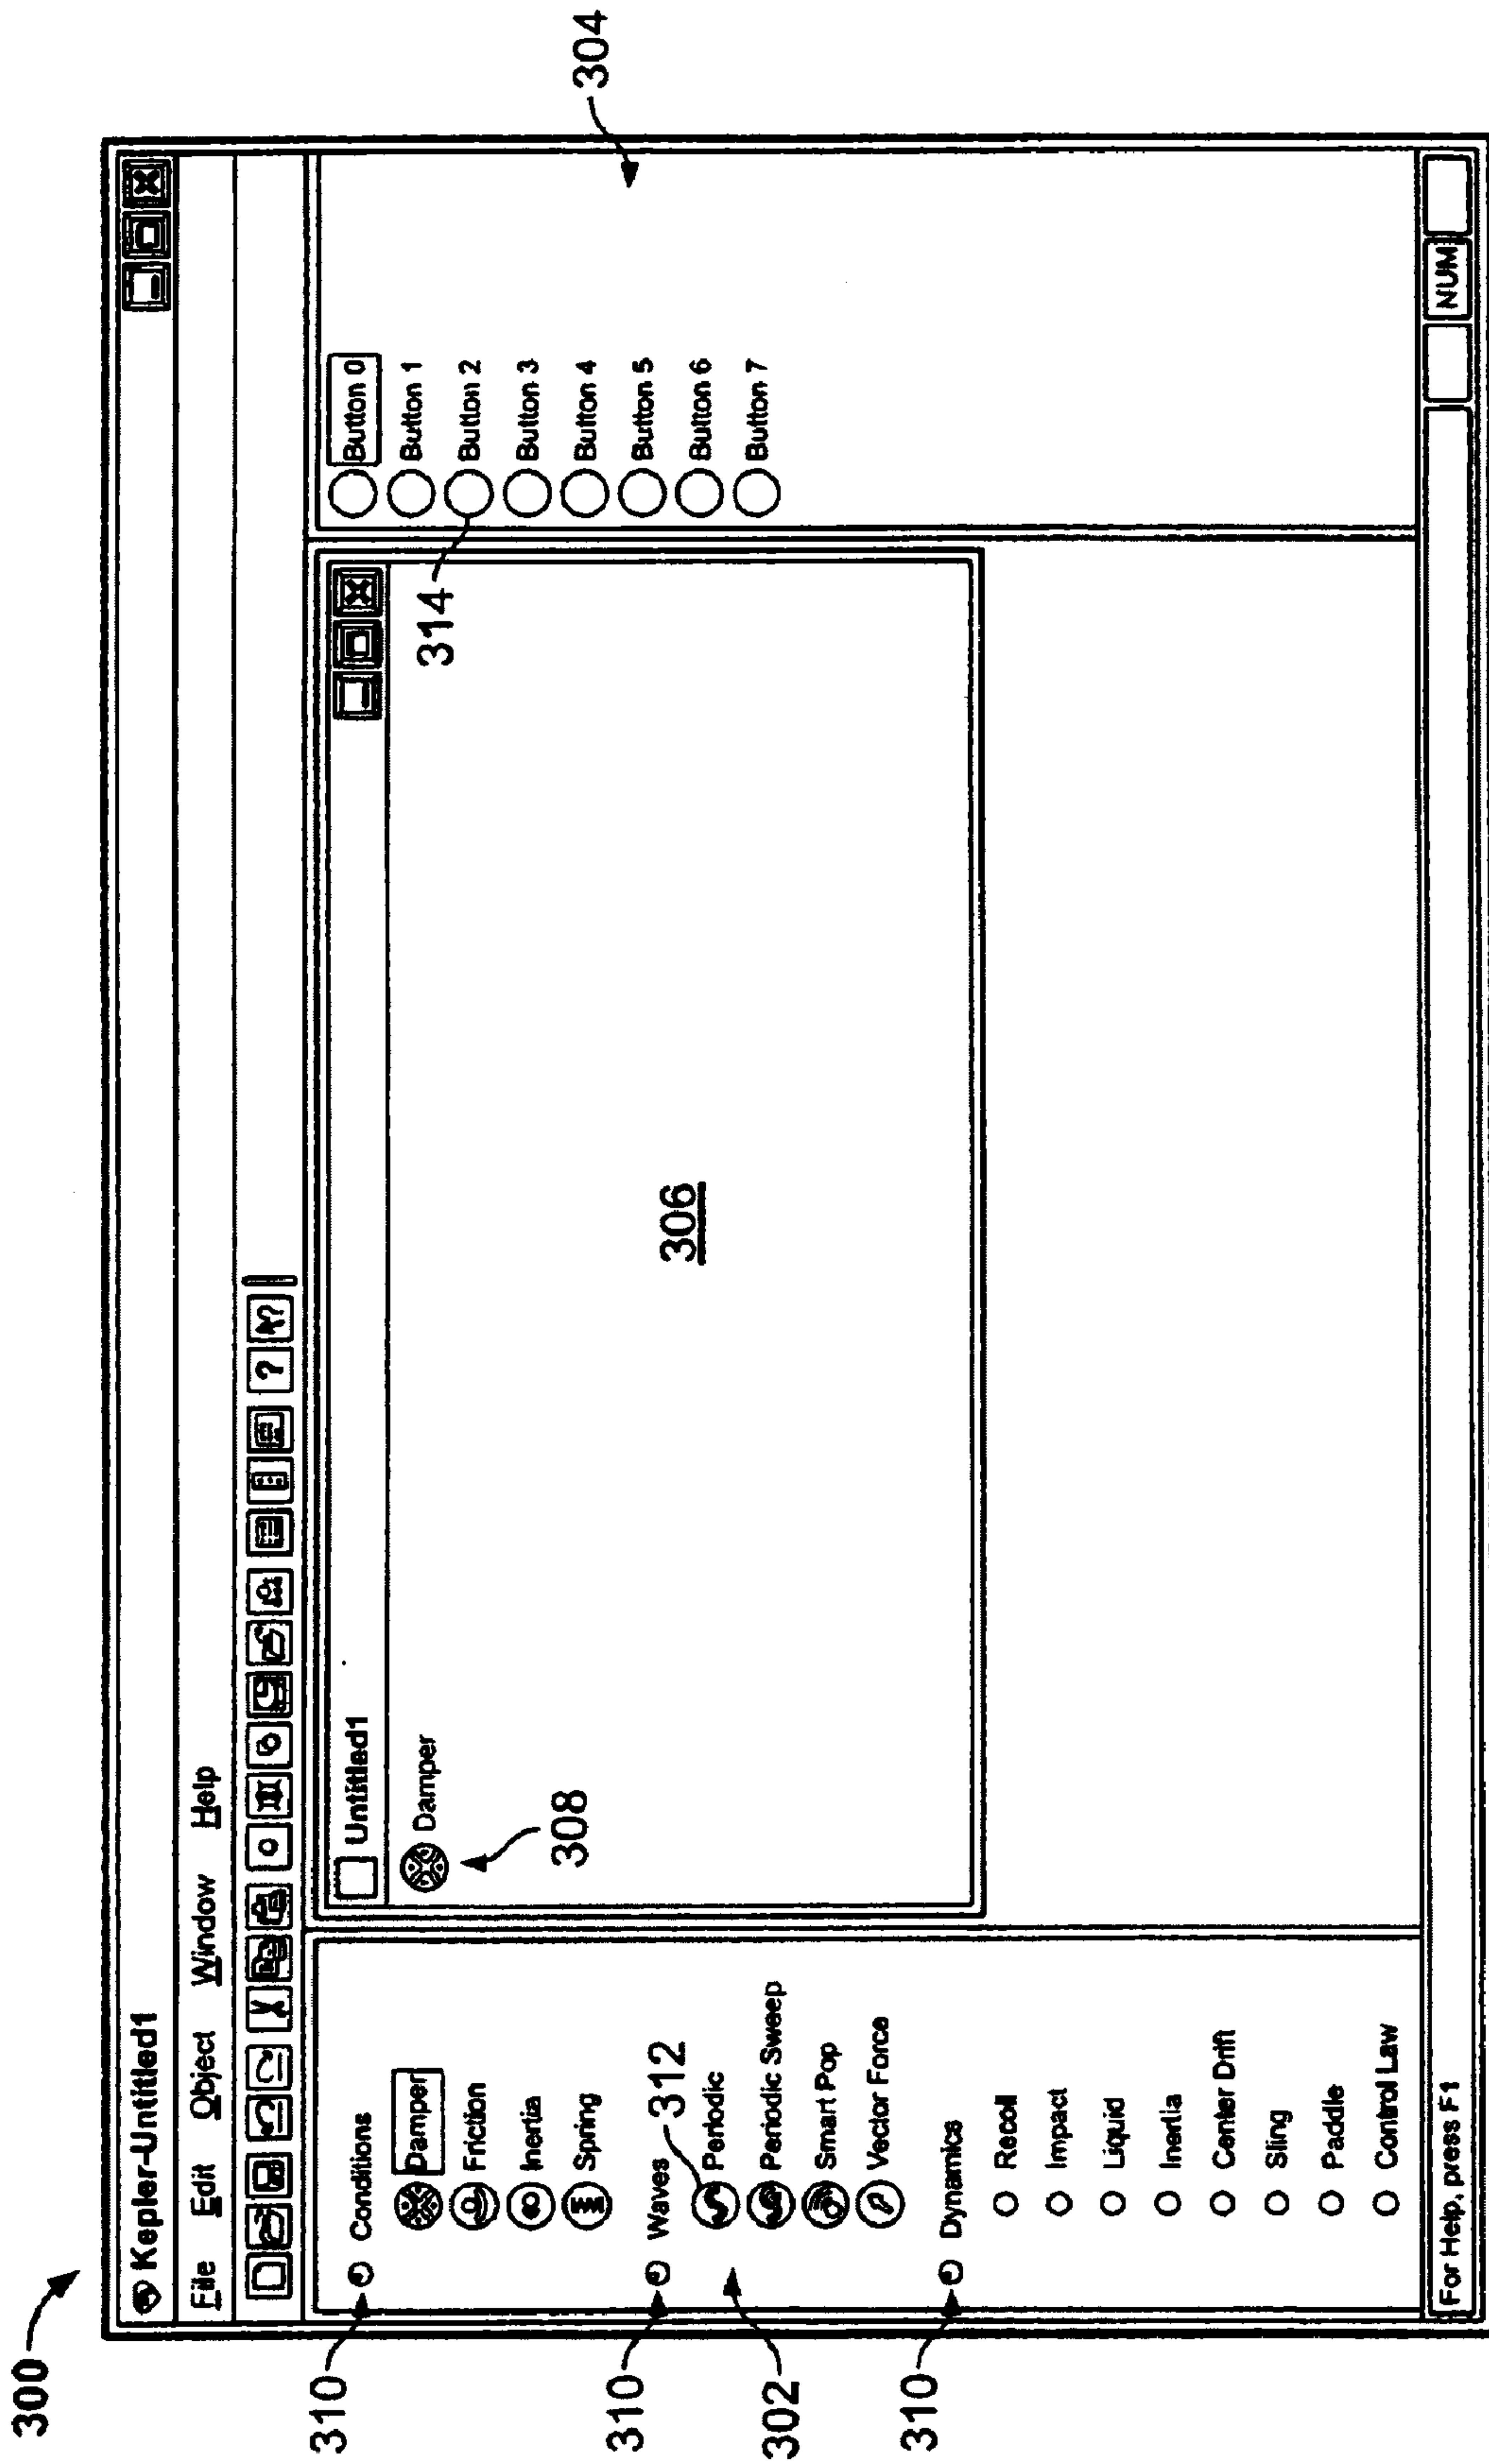 300
Kepler-Untitled1
File Edit Object Window Help
? ?
310
Conditions
Damper
Friction
Inertia
Spring
310
Waves
312
Periodic
Periodic Sweep
Smart Pop
Vector Force
302
310
Dynamics
Recoil
Impact
Liquid
Inertia
Center Drift
Sling
Paddle
Control Law
Untitled1
Damper
308
306
314
Button 0
Button 1
Button 2
Button 3
Button 4
Button 5
Button 6
Button 7
304
For Help, press F1
NUM